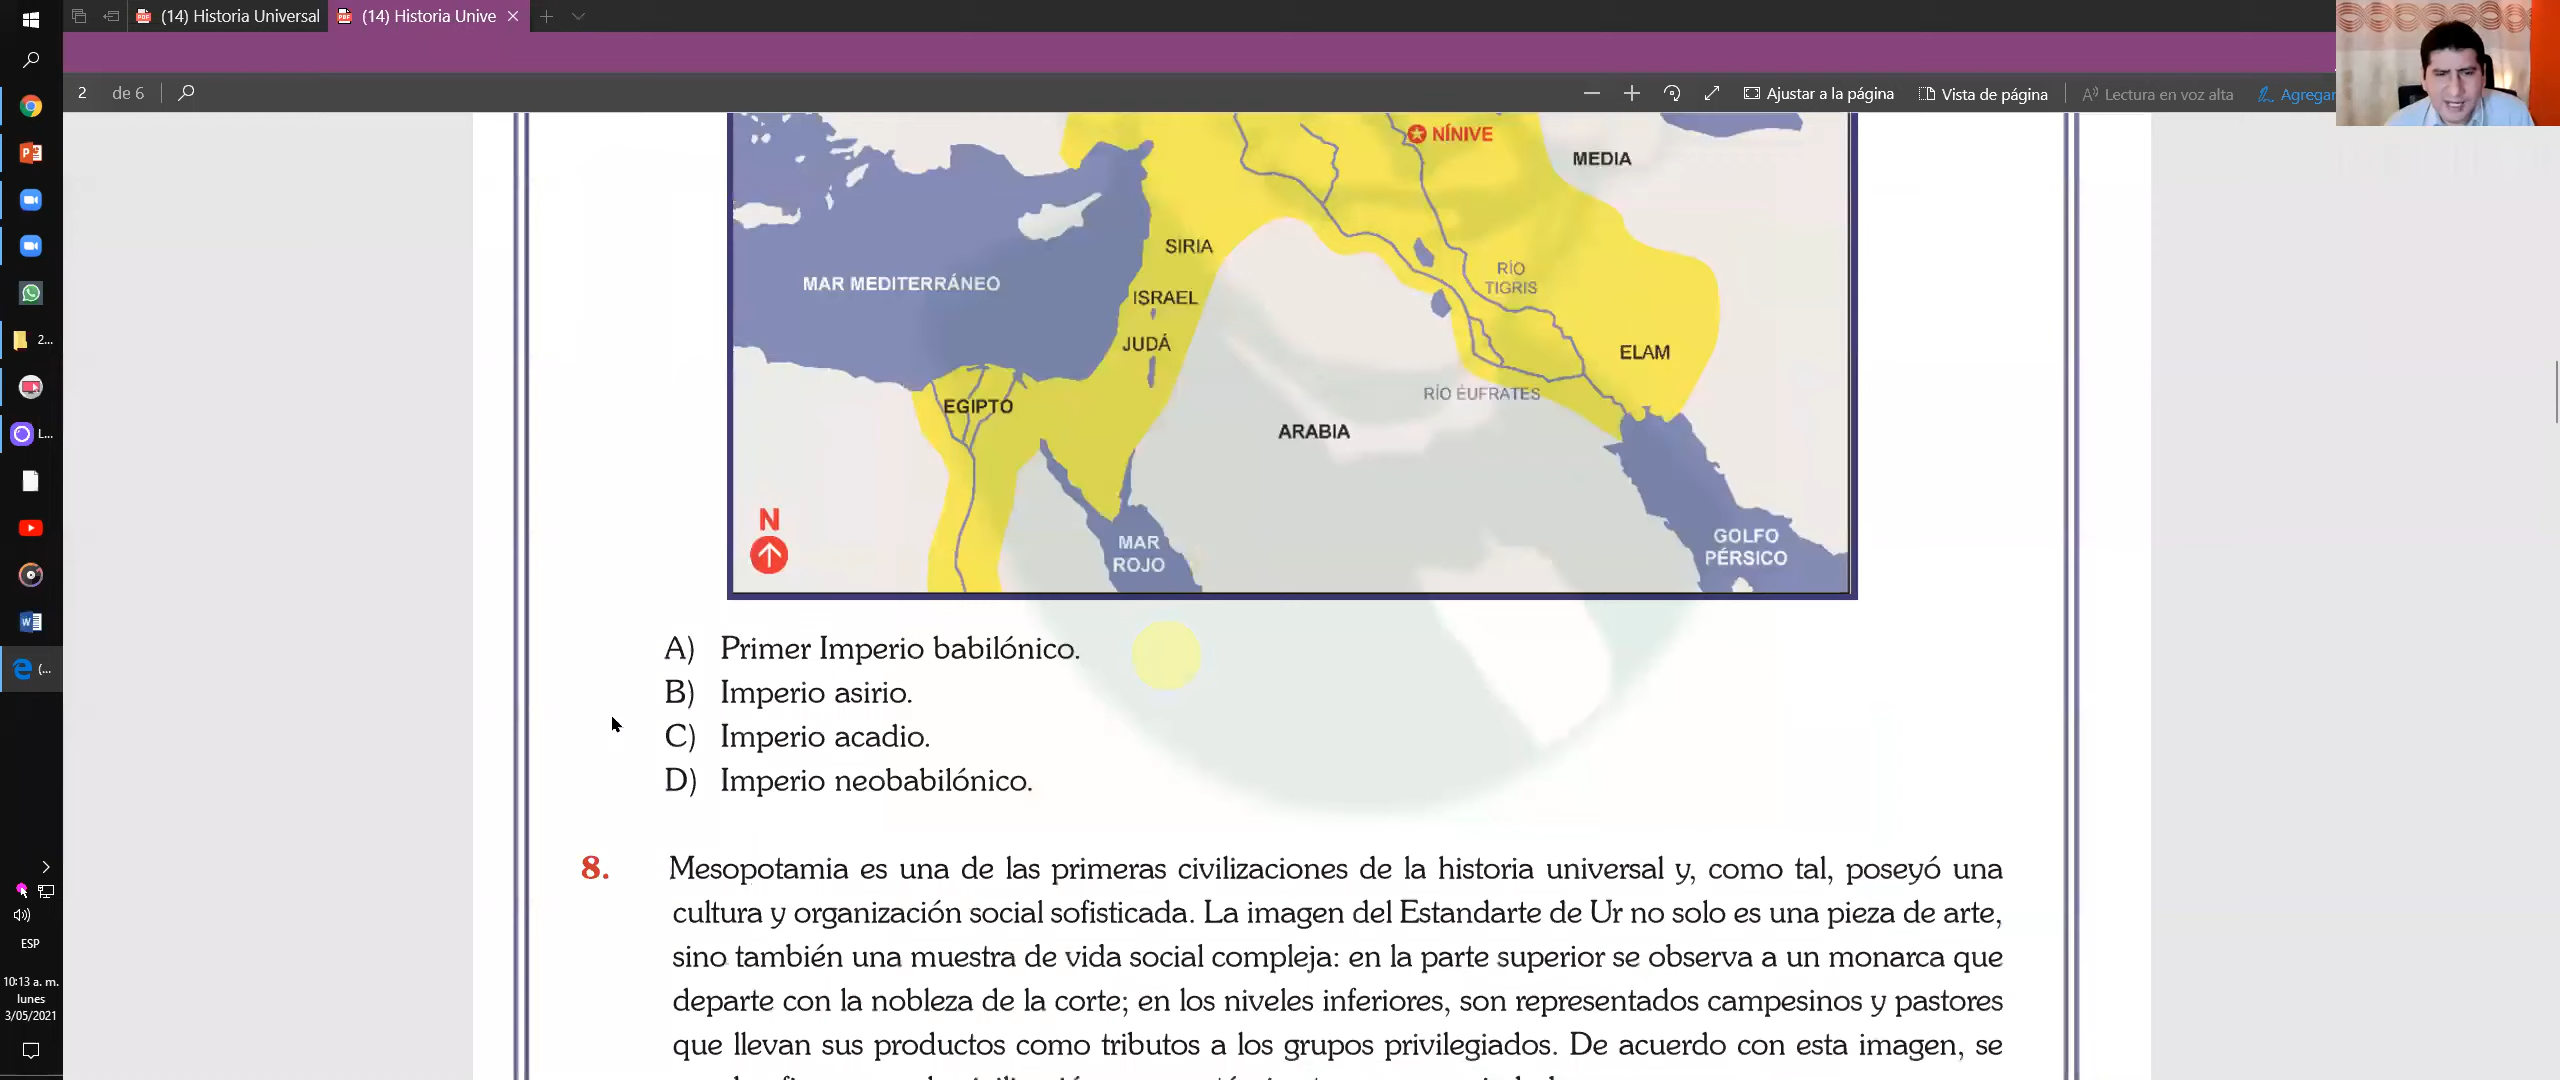 (14) Historia Universal
(14) Historia Unive
2 de 6
Ajustar a la página
Vista de página
Lectura en voz alta
Agregar
NÍNIVE
MEDIA
SIRIA
MAR MEDITERRÁNEO
RÍO
TIGRIS
ISRAEL
JUDÁ
ELAM
RÍO ÉUFRATES
EGIPTO
ARABIA
N
MAR
ROJO
GOLFO
PÉRSICO
A) Primer Imperio babilónico.
B) Imperio asirio.
C) Imperio acadio.
D) Imperio neobabilónico.
8. Mesopotamia es una de las primeras civilizaciones de la historia universal y, como tal, poseyó una
cultura y organización social sofisticada. La imagen del Estandarte de Ur no solo es una pieza de arte,
sino también una muestra de vida social compleja: en la parte superior se observa a un monarca que
departe con la nobleza de la corte; en los niveles inferiores, son representados campesinos y pastores
que llevan sus productos como tributos a los grupos privilegiados. De acuerdo con esta imagen, se
2...
L...
(...
ESP
10:13 a. m.
lunes
3/05/2021